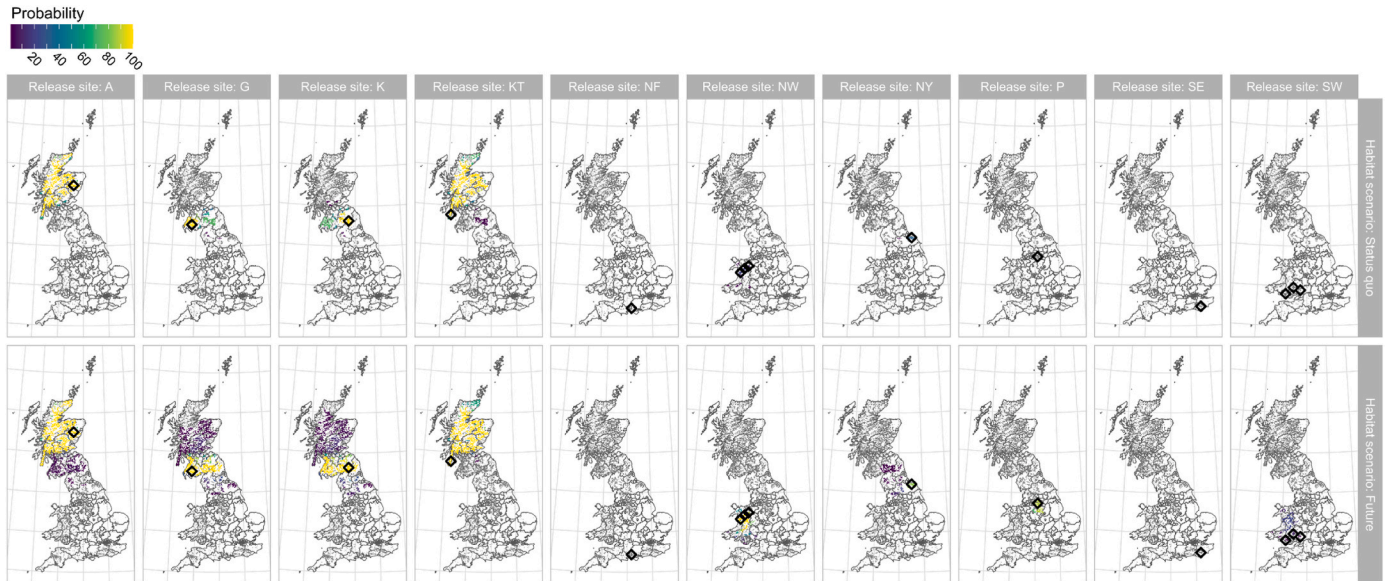 Probability
20 40 60 80 100
Release site: A
Release site: G
Release site: K
Release site: KT
Release site: NF
Release site: NW
Release site: NY
Release site: P
Release site: SE
Release site: SW
Habitat scenario: Status quo
Habitat scenario: Future